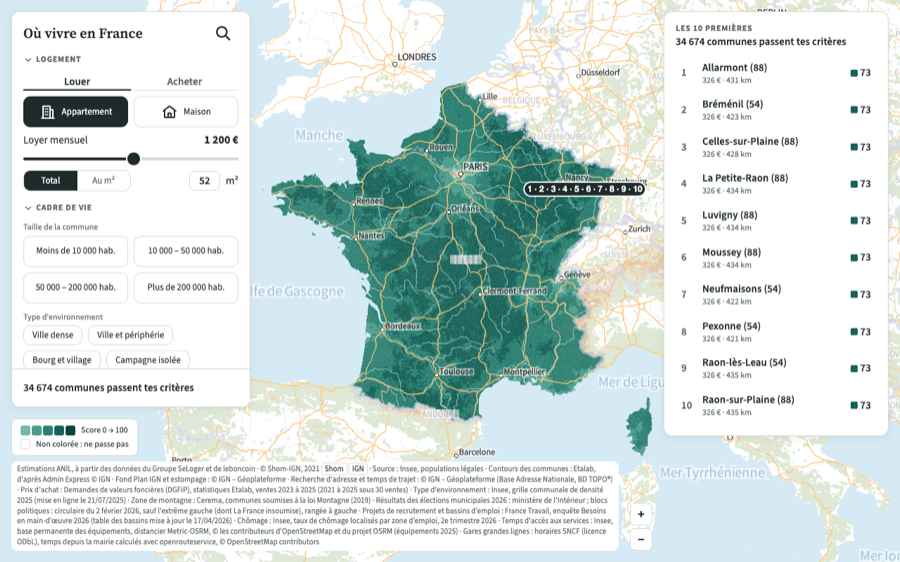 Où vivre en France
LOGEMENT
Louer
Acheter
Appartement
Maison
Loyer mensuel
1 200 €
Total
Au m²
52
m²
CADRE DE VIE
Taille de la commune
Moins de 10 000 hab.
10 000 – 50 000 hab.
50 000 – 200 000 hab.
Plus de 200 000 hab.
Type d'environnement
Ville dense
Ville et périphérie
Bourg et village
Campagne isolée
34 674 communes passent tes critères
Score 0 → 100
Non colorée : ne passe pas
LONDRES
PAYS-BAS
Düsseldorf
Lille
BELGIQUE
LUXEMBOURG
Manche
Rouen
PARIS
Nancy
Strasbourg
1 · 2 · 3 · 4 · 5 · 6 · 7 · 8 · 9 · 10
Rennes
Orléans
Nantes
Zurich
SUISSE
Genève
Clermont Ferrand
lfe de Gascogne
Bordeaux
Toulouse
Montpellier
Mer de Ligu
ANDORRE
Barcelone
Porto
Mer Tyrrhénienne
Mer Ion
LES 10 PREMIÈRES
34 674 communes passent tes critères
1 Allarmont (88) 73
326 € · 431 km
2 Bréménil (54) 73
326 € · 423 km
3 Celles-sur-Plaine (88) 73
326 € · 428 km
4 La Petite-Raon (88) 73
326 € · 434 km
5 Luvigny (88) 73
326 € · 434 km
6 Moussey (88) 73
326 € · 434 km
7 Neufmaisons (54) 73
326 € · 422 km
8 Pexonne (54) 73
326 € · 421 km
9 Raon-lès-Leau (54) 73
326 € · 435 km
10 Raon-sur-Plaine (88) 73
326 € · 435 km
Estimations ANIL, à partir des données du Groupe SeLoger et de leboncoin · © Shom-IGN, 2021 Shom IGN · Source : Insee, populations légales · Contours des communes : Etalab,
d'après Admin Express © IGN · Fond Plan IGN et estompage : © IGN – Géoplateforme · Recherche d'adresse et temps de trajet : © IGN – Géoplateforme (Base Adresse Nationale, BD TOPO®)
· Prix d'achat : Demandes de valeurs foncières (DGFiP), statistiques Etalab, ventes 2023 à 2025 (2021 à 2025 sous 30 ventes) · Type d'environnement : Insee, grille communale de densité
2025 (mise en ligne le 21/07/2025) · Zone de montagne : Cerema, communes soumises à la loi Montagne (2019) · Résultats des élections municipales 2026 : ministère de l'Intérieur ; blocs
politiques : circulaire du 2 février 2026, sauf l'extrême gauche (dont La France insoumise), rangée à gauche · Projets de recrutement et bassins d'emploi : France Travail, enquête Besoins
en main-d'œuvre 2026 (table des bassins mise à jour le 17/04/2026) · Chômage : Insee, taux de chômage localisés par zone d'emploi, 2e trimestre 2026 · Temps d'accès aux services : Insee,
base permanente des équipements, distancier Metric-OSRM, © les contributeurs d'OpenStreetMap et du projet OSRM (équipements 2025) · Gares grandes lignes : horaires SNCF (licence
ODbL), temps depuis la mairie calculés avec openrouteservice, © OpenStreetMap contributors
+
−